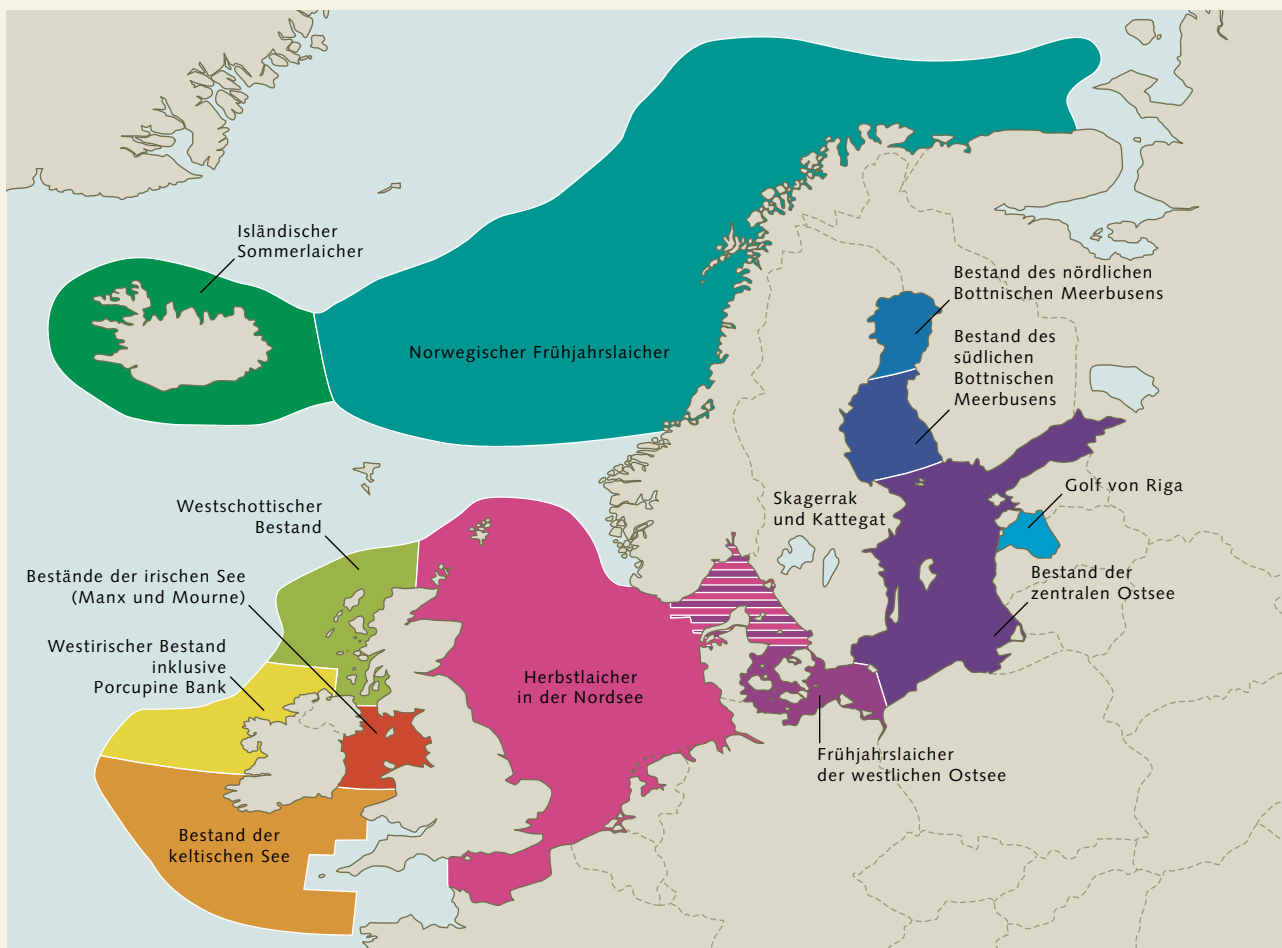 Isländischer
Sommerlaicher
Norwegischer Frühjahrslaicher
Bestand des nördlichen
Bottnischen Meerbusens
Bestand des
südlichen
Bottnischen
Meerbusens
Golf von Riga
Skagerrak
und Kattegat
Westschottischer
Bestand
Bestände der irischen See
(Manx und Mourne)
Bestand der
zentralen Ostsee
Westirischer Bestand
inklusive
Porcupine Bank
Herbstlaicher
in der Nordsee
Frühjahrslaicher
der westlichen Ostsee
Bestand der
keltischen See